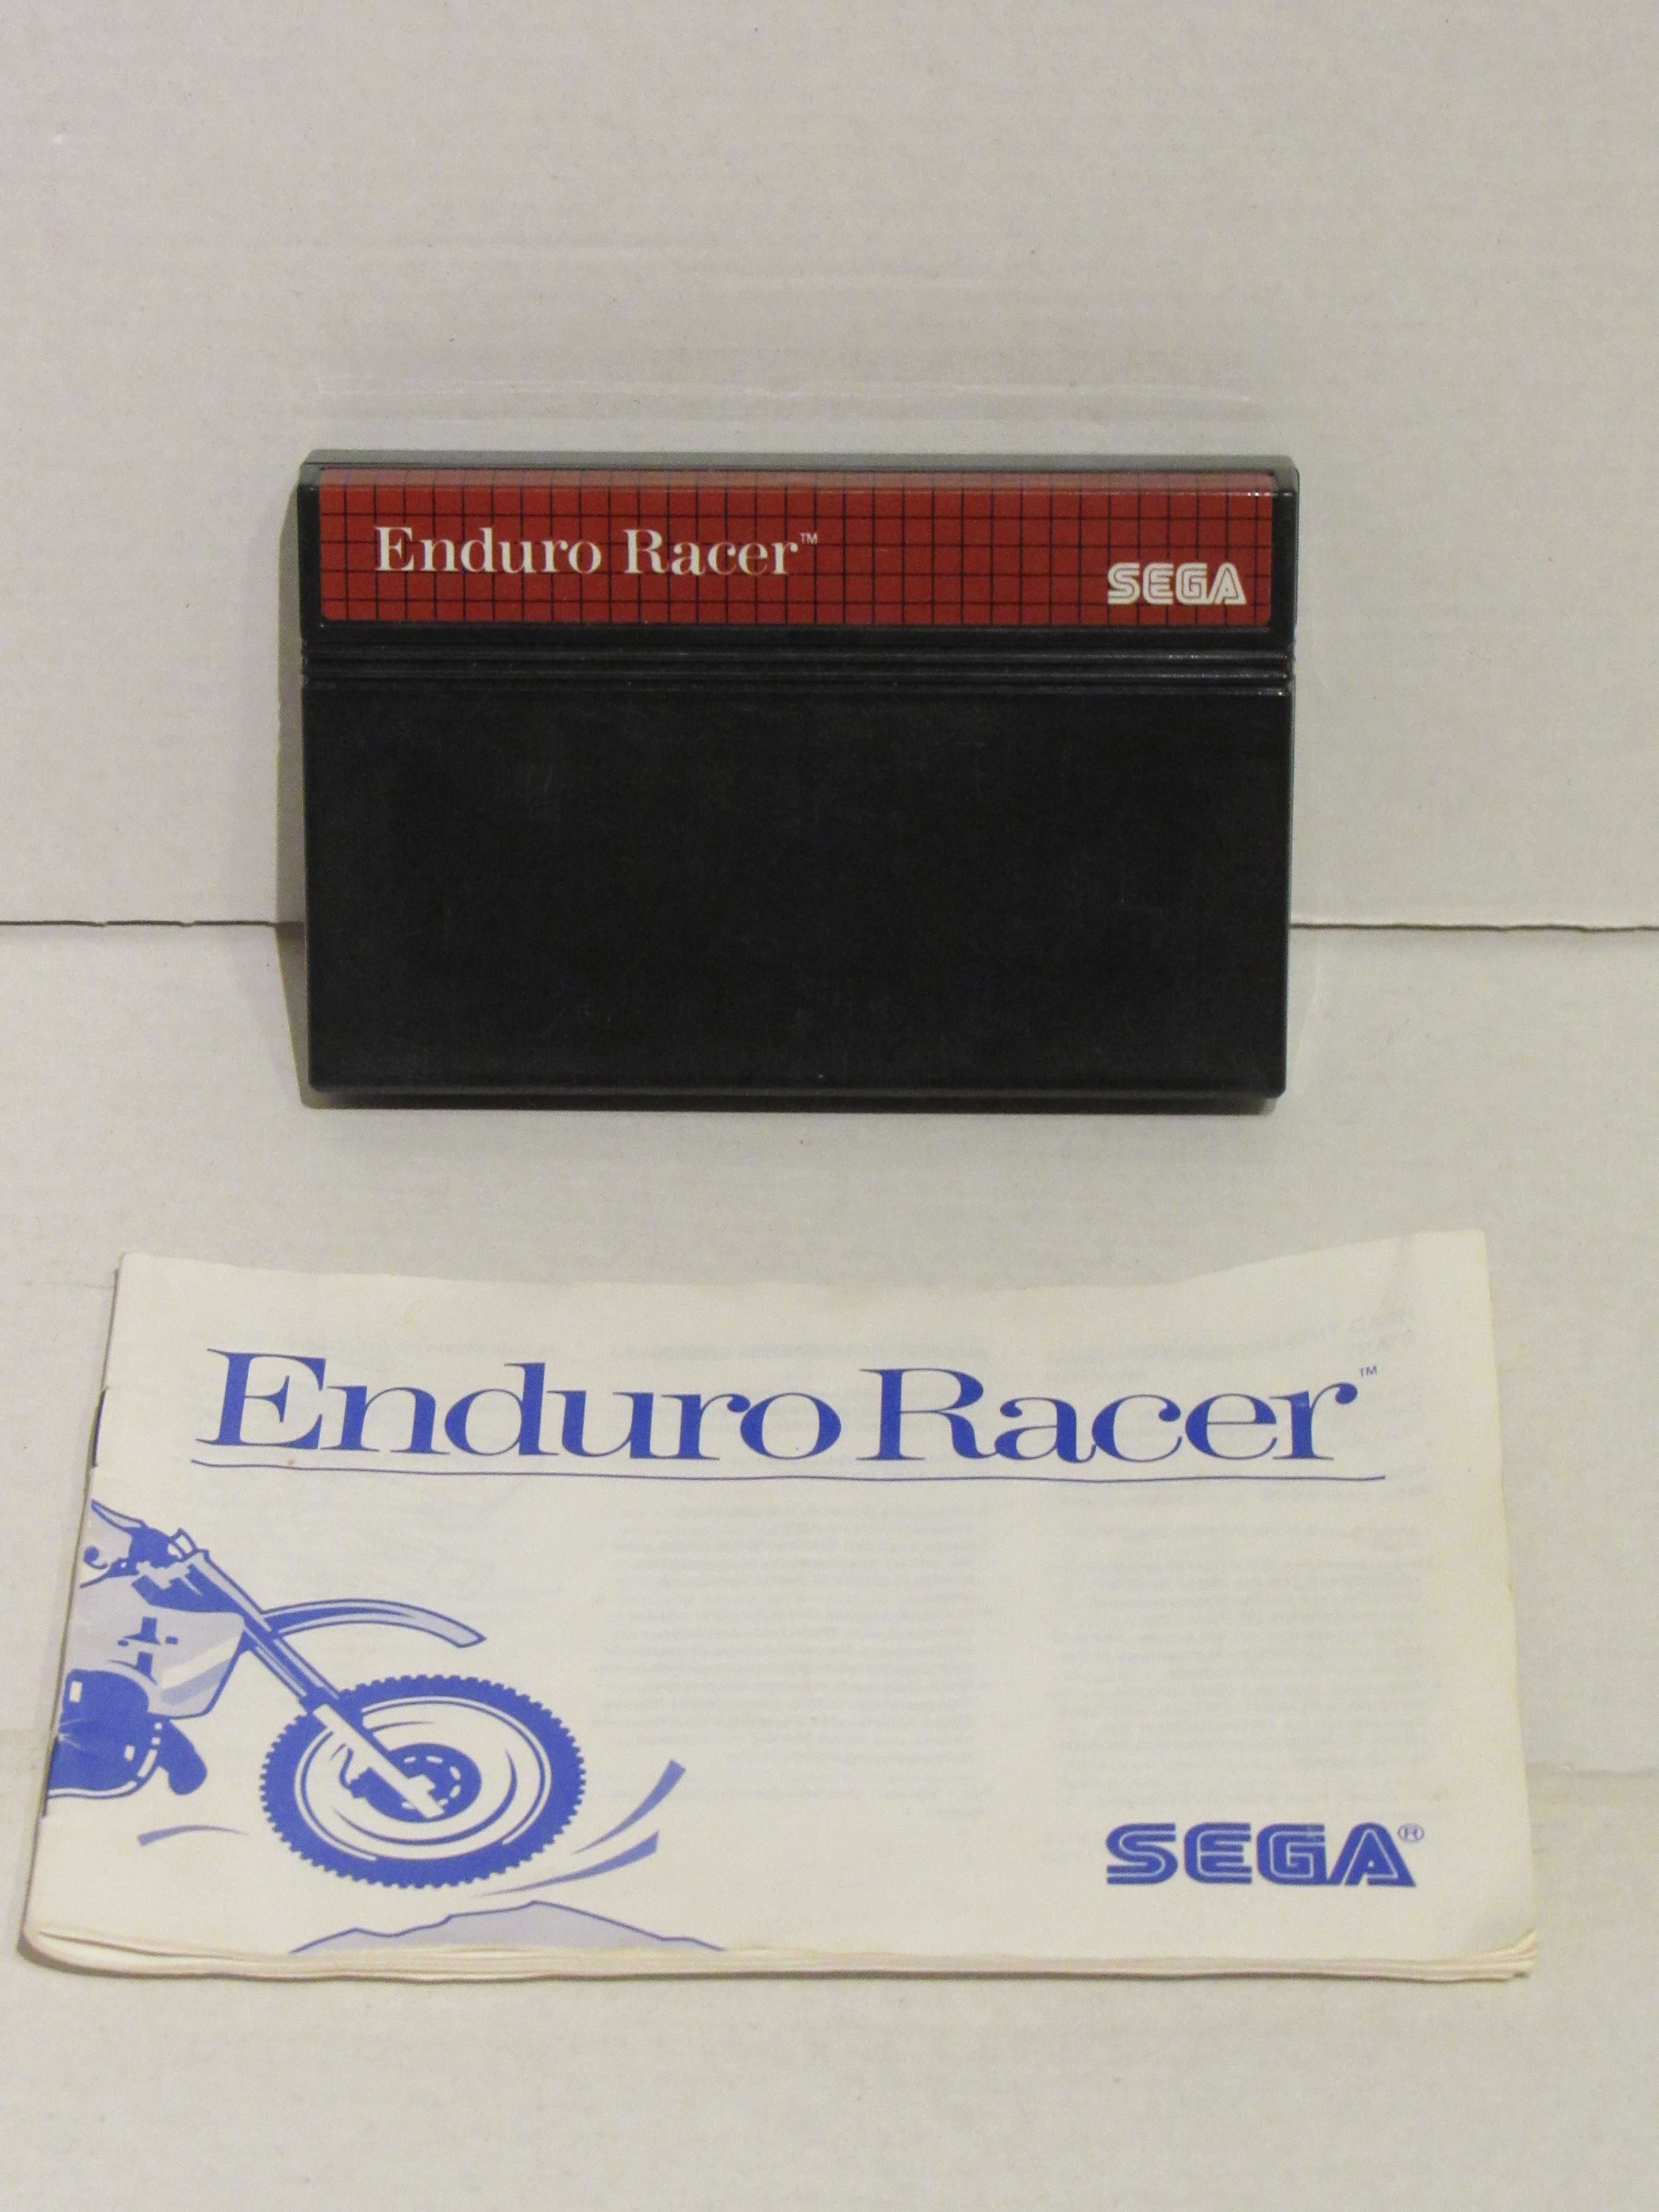 Enduro Racer™
SEGA
Enduro Racer™
SEGA®